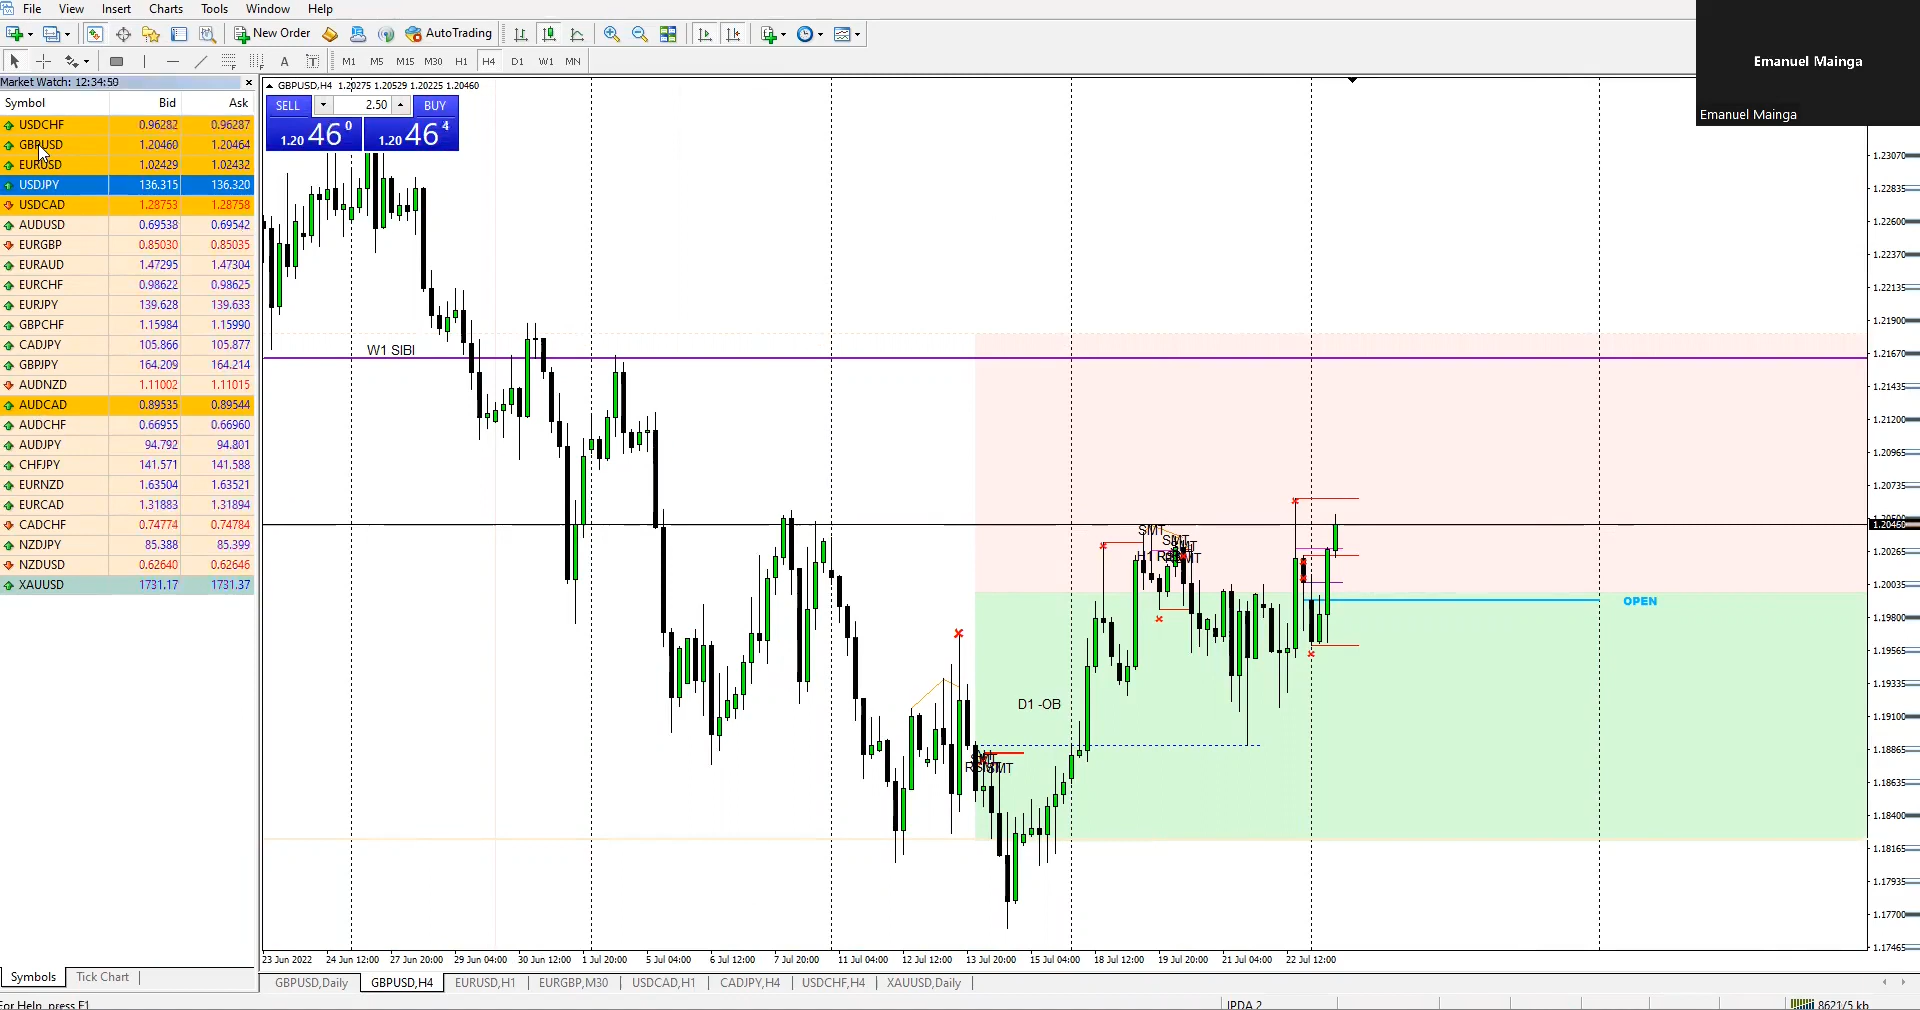 File View Insert Charts Tools Window Help
New Order AutoTrading
A T M1 M5 M15 M30 H1 H4 D1 W1 MN
Emanuel Mainga
Emanuel Mainga
Market Watch: 12:34:50
Symbol Bid Ask
USDCHF 0.96282 0.96287
GBPUSD 1.20460 1.20464
EURUSD 1.02429 1.02432
USDJPY 136.315 136.320
USDCAD 1.28753 1.28758
AUDUSD 0.69538 0.69542
EURGBP 0.85030 0.85035
EURAUD 1.47295 1.47304
EURCHF 0.98622 0.98625
EURJPY 139.628 139.633
GBPCHF 1.15984 1.15990
CADJPY 105.866 105.877
GBPJPY 164.209 164.214
AUDNZD 1.11002 1.11015
AUDCAD 0.89535 0.89544
AUDCHF 0.66955 0.66960
AUDJPY 94.792 94.801
CHFJPY 141.571 141.588
EURNZD 1.63504 1.63521
EURCAD 1.31883 1.31894
CADCHF 0.74774 0.74784
NZDJPY 85.388 85.399
NZDUSD 0.62640 0.62646
XAUUSD 1731.17 1731.37
Symbols Tick Chart
For Help, press F1
GBPUSD,H4 1.20275 1.20529 1.20225 1.20460
SELL 2.50 BUY
1.20 46 0 1.20 46 4
W1 SIBI
SMT
SMT
H1
D1 -OB
SMT
OPEN
1.23070
1.22835
1.22600
1.22370
1.22135
1.21900
1.21670
1.21435
1.21200
1.20965
1.20735
1.20460
1.20265
1.20035
1.19800
1.19565
1.19335
1.19100
1.18865
1.18635
1.18400
1.18165
1.17935
1.17700
1.17465
23 Jun 2022 24 Jun 12:00 27 Jun 20:00 29 Jun 04:00 30 Jun 12:00 1 Jul 20:00 5 Jul 04:00 6 Jul 12:00 7 Jul 20:00 11 Jul 04:00 12 Jul 12:00 13 Jul 20:00 15 Jul 04:00 18 Jul 12:00 19 Jul 20:00 21 Jul 04:00 22 Jul 12:00
GBPUSD,Daily GBPUSD,H4 EURUSD,H1 EURGBP,M30 USDCAD,H1 CADJPY,H4 USDCHF,H4 XAUUSD,Daily
IPDA 2 8621/5 kb